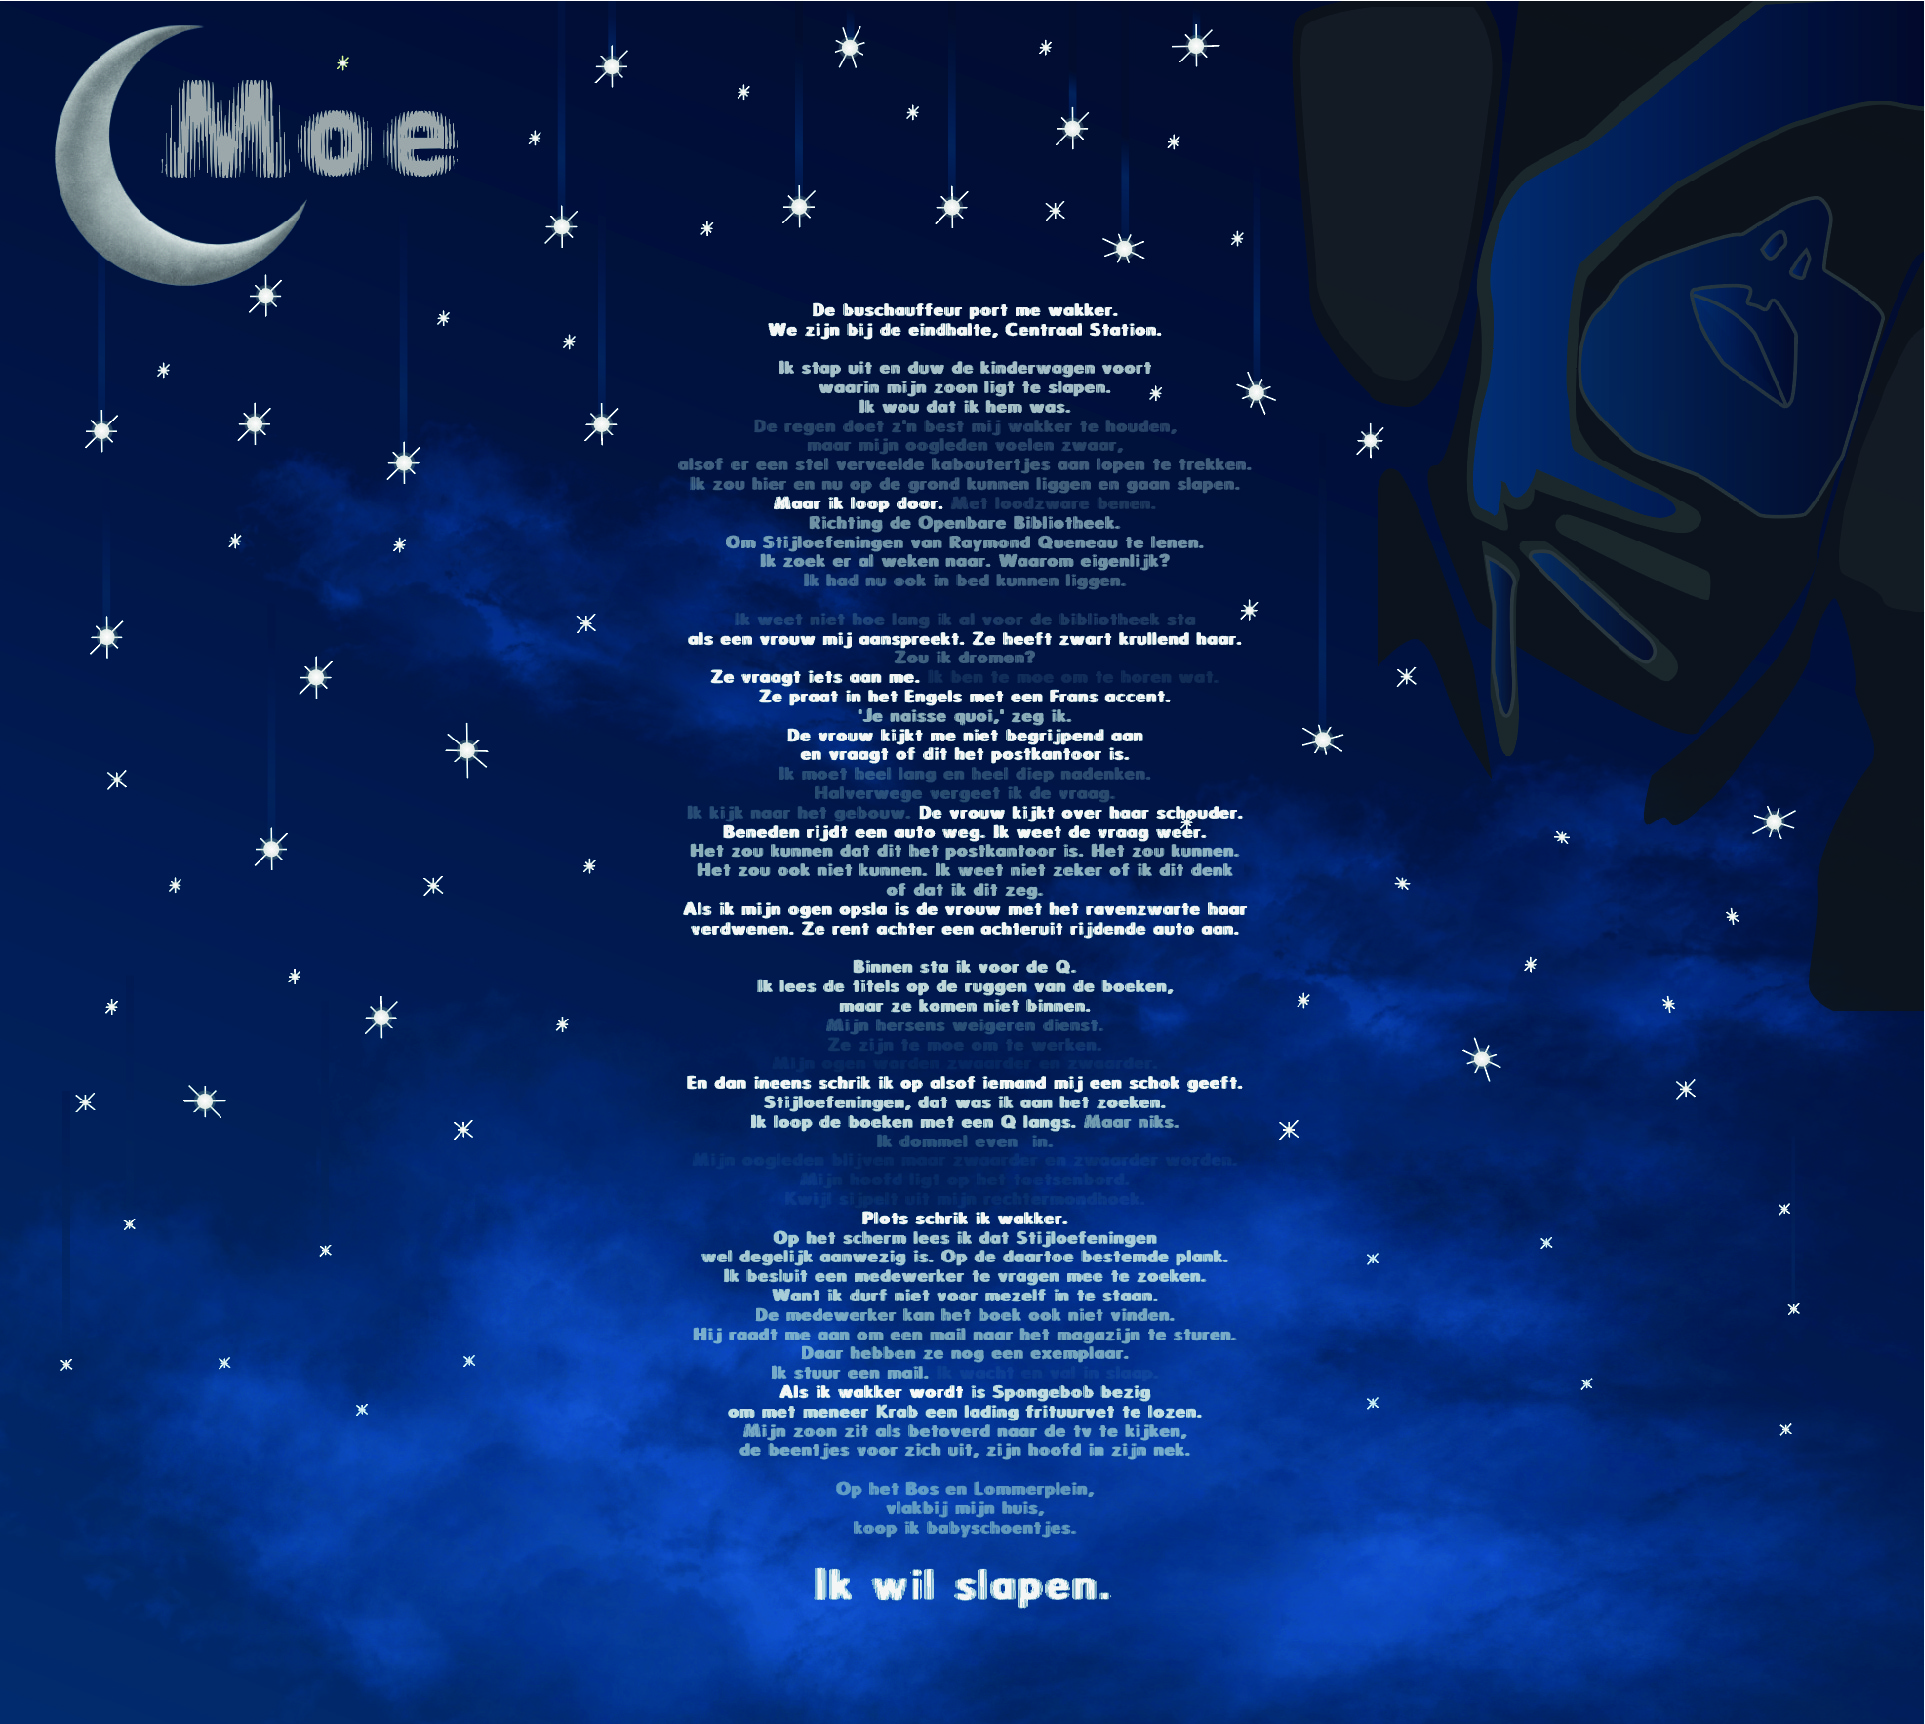 Moe
De buschauffeur port me wakker.
We zijn bij de eindhalte, Centraal Station.
Ik stap uit en duw de kinderwagen voort
waarin mijn zoon ligt te slapen.
Ik wou dat ik hem was.
De regen doet z'n best mij wakker te houden,
maar mijn oogleden voelen zwaar,
alsof er een stel verveelde kaboutertjes aan lopen te trekken.
Ik zou hier en nu op de grond kunnen liggen en gaan slapen.
Maar ik loop door. Met loodzware benen.
Richting de Openbare Bibliotheek.
Om Stijloefeningen van Raymond Queneau te lenen.
Ik zoek er al weken naar. Waarom eigenlijk?
Ik had nu ook in bed kunnen liggen.
Ik weet niet hoe lang ik al voor de bibliotheek sta
als een vrouw mij aanspreekt. Ze heeft zwart krullend haar.
Zou ik dromen?
Ze vraagt iets aan me. Ik ben te moe om te horen wat.
Ze praat in het Engels met een Frans accent.
'Je naisse quoi,' zeg ik.
De vrouw kijkt me niet begrijpend aan
en vraagt of dit het postkantoor is.
Ik moet heel lang en heel diep nadenken.
Halverwege vergeet ik de vraag.
Ik kijk naar het gebouw. De vrouw kijkt over haar schouder.
Beneden rijdt een auto weg. Ik weet de vraag weer.
Het zou kunnen dat dit het postkantoor is. Het zou kunnen.
Het zou ook niet kunnen. Ik weet niet zeker of ik dit denk
of dat ik dit zeg.
Als ik mijn ogen opsla is de vrouw met het ravenzwarte haar
verdwenen. Ze rent achter een achteruit rijdende auto aan.
Binnen sta ik voor de Q.
Ik lees de titels op de ruggen van de boeken,
maar ze komen niet binnen.
Mijn hersens weigeren dienst.
Ze zijn te moe om te werken.
Mijn ogen worden zwaarder en zwaarder.
En dan ineens schrik ik op alsof iemand mij een schok geeft.
Stijloefeningen, dat was ik aan het zoeken.
Ik loop de boeken met een Q langs. Maar niks.
Ik dommel even in.
Mijn oogleden blijven maar zwaarder en zwaarder worden.
Mijn hoofd ligt op het toetsenbord.
Kwijl sijpelt uit mijn rechtermondhoek.
Plots schrik ik wakker.
Op het scherm lees ik dat Stijloefeningen
wel degelijk aanwezig is. Op de daartoe bestemde plank.
Ik besluit een medewerker te vragen mee te zoeken.
Want ik durf niet voor mezelf in te staan.
De medewerker kan het boek ook niet vinden.
Hij raadt me aan om een mail naar het magazijn te sturen.
Daar hebben ze nog een exemplaar.
Ik stuur een mail. Ik wacht en val in slaap.
Als ik wakker wordt is Spongebob bezig
om met meneer Krab een lading frituurvet te lozen.
Mijn zoon zit als betoverd naar de tv te kijken,
de beentjes voor zich uit, zijn hoofd in zijn nek.
Op het Bos en Lommerplein,
vlakbij mijn huis,
koop ik babyschoentjes.
Ik wil slapen.